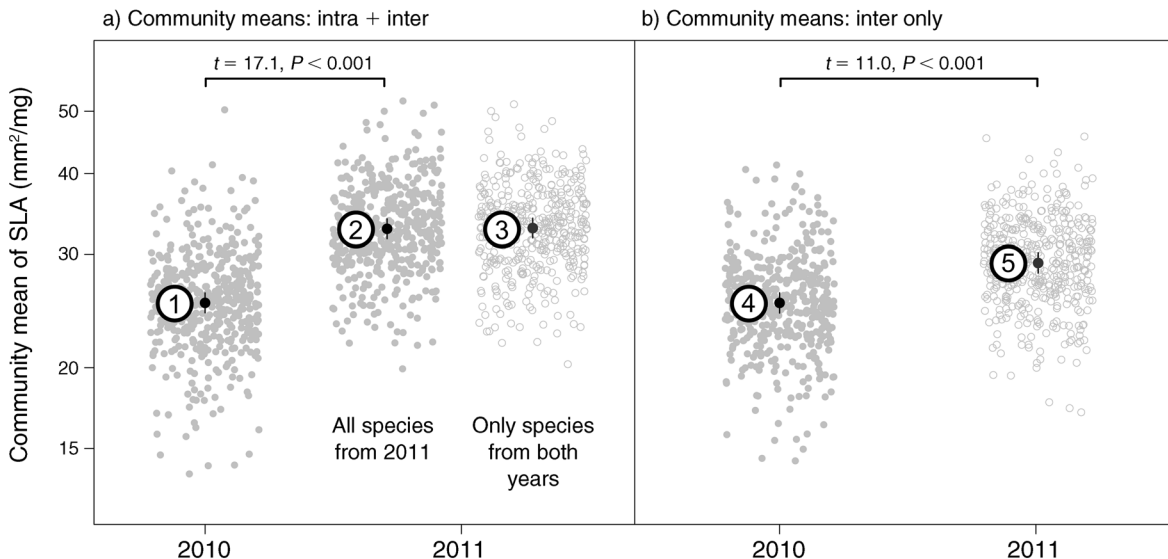 a) Community means: intra + inter
b) Community means: inter only
t = 17.1, P < 0.001
t = 11.0, P < 0.001
Community mean of SLA (mm²/mg)
50
40
30
20
15
1
2
3
4
5
All species
from 2011
Only species
from both
years
2010
2011
2010
2011